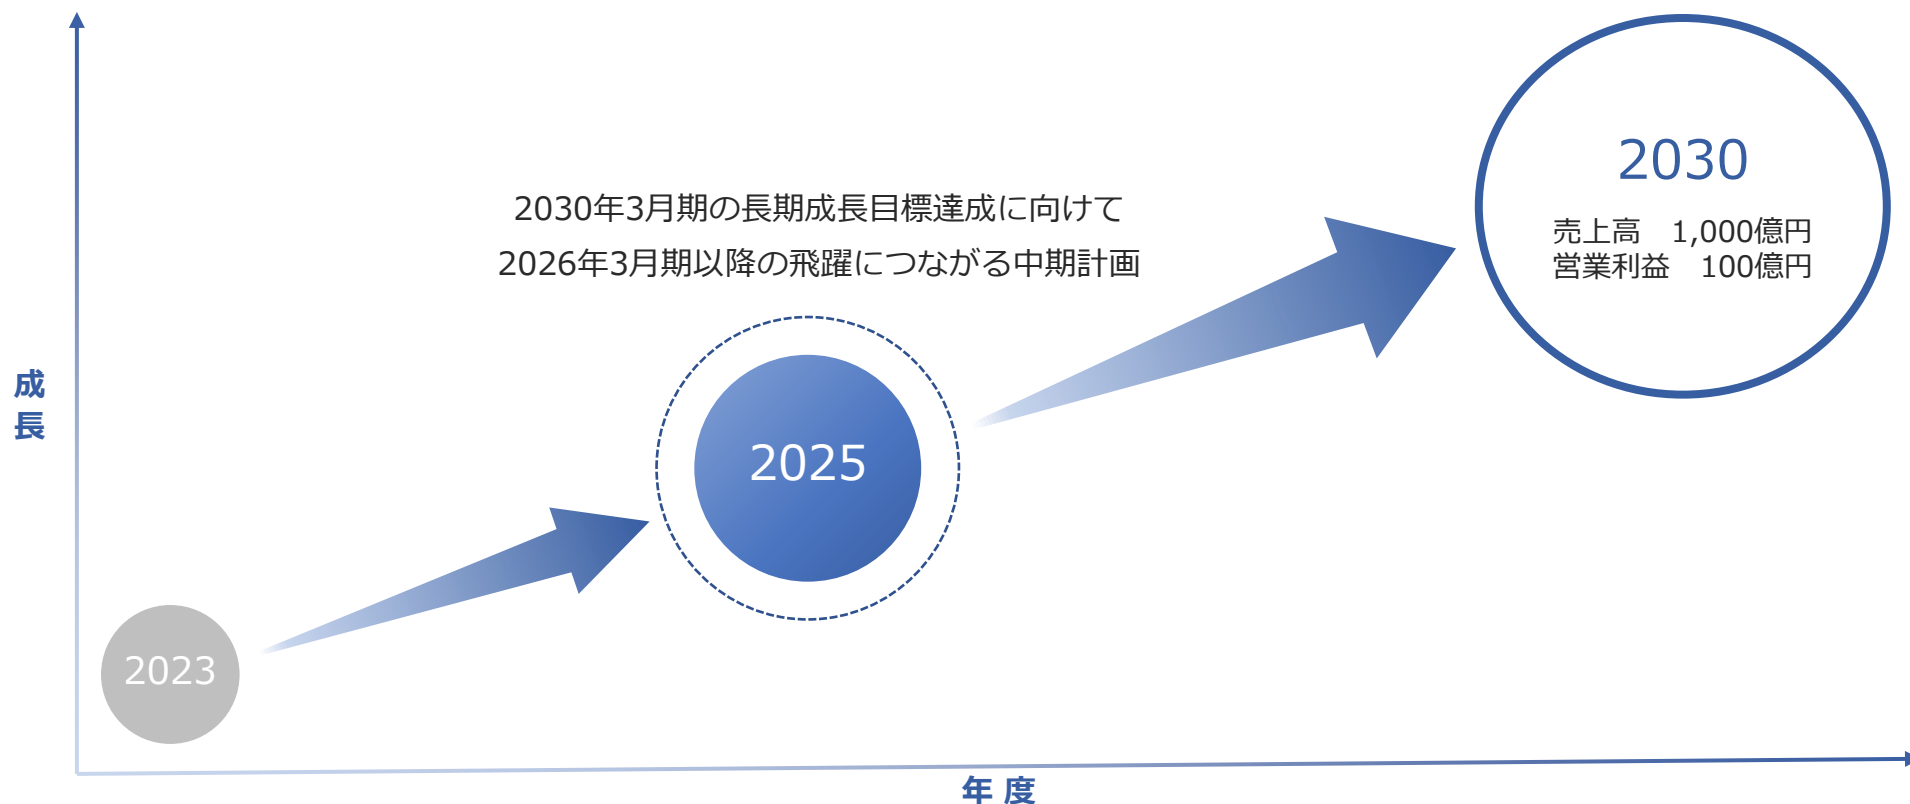 2030
売上高　1,000億円
営業利益　100億円
2030年3月期の長期成長目標達成に向けて
2026年3月期以降の飛躍につながる中期計画
成長
2025
2023
年度